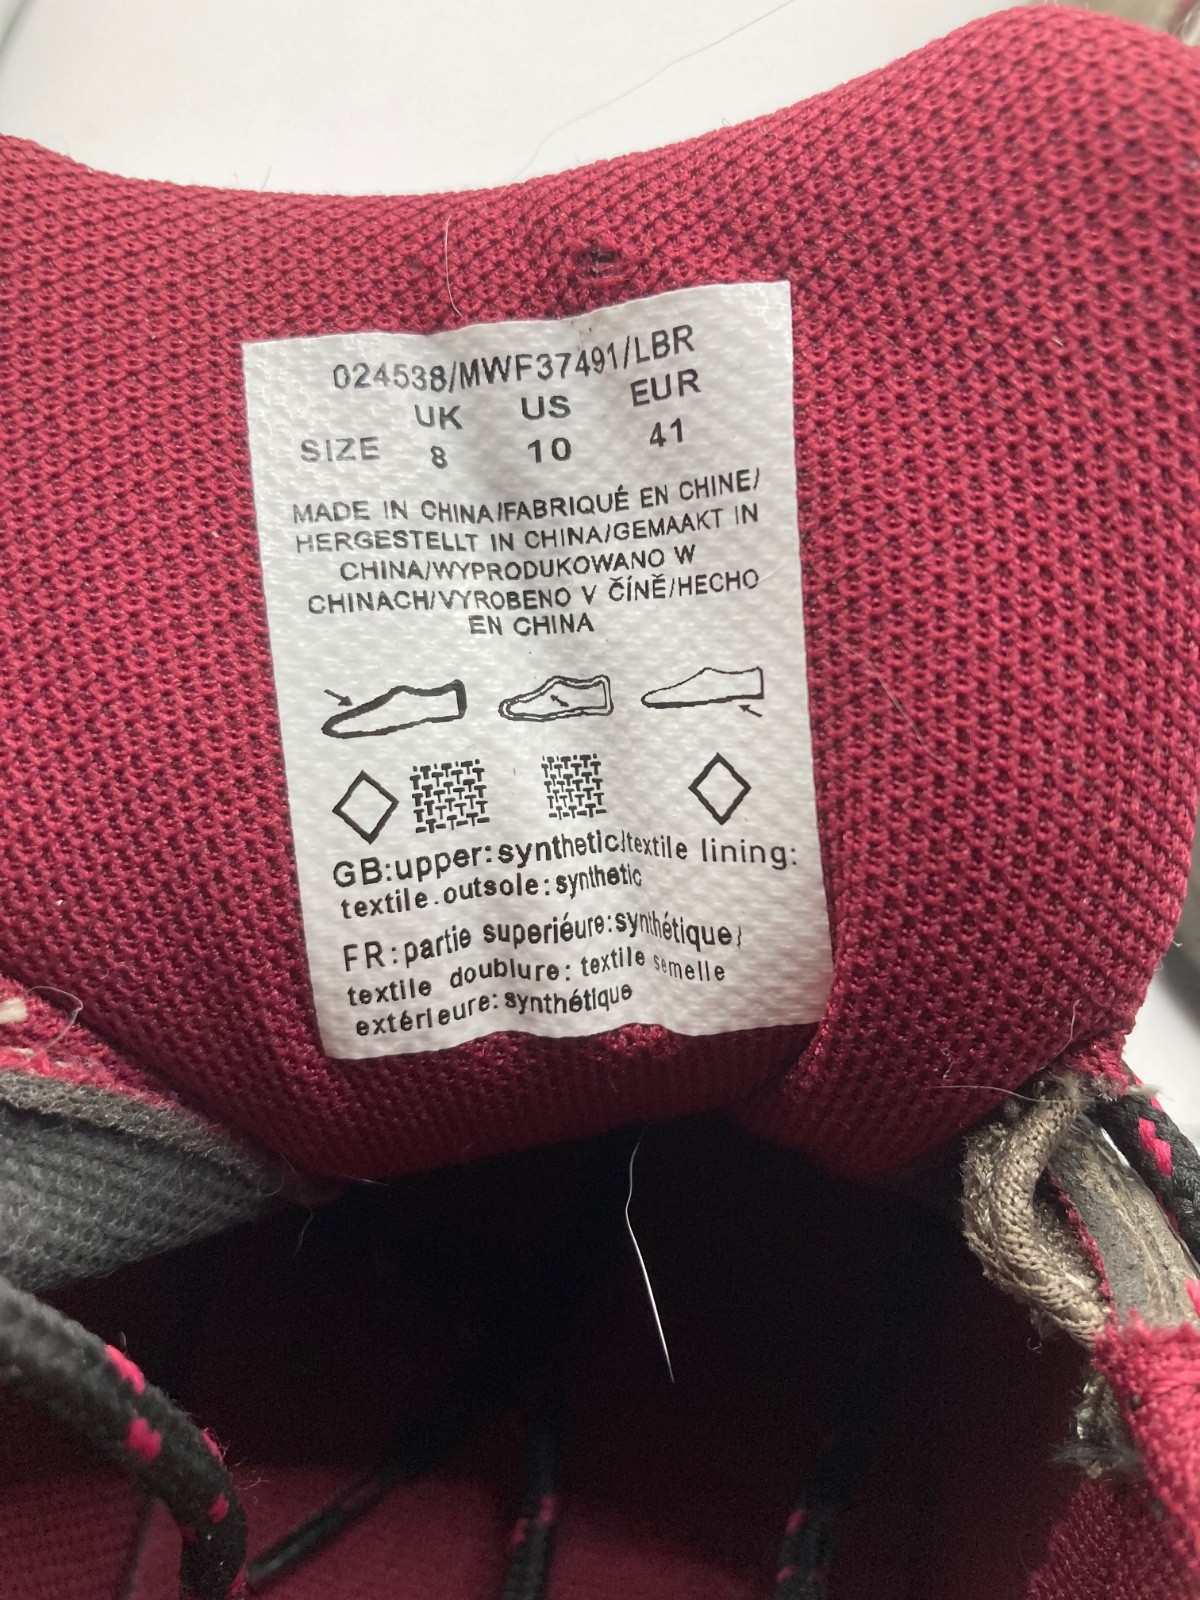 024538/MWF37491/LBR
UK US EUR
SIZE 8 10 41
MADE IN CHINA/FABRIQUÉ EN CHINE/
HERGESTELLT IN CHINA/GEMAAKT IN
CHINA/WYPRODUKOWANO W
CHINACH/VYROBENO V ČÍNĚ/HECHO
EN CHINA
GB:upper:synthetic/textile lining:
textile.outsole:synthetic
FR:partie superiéure:synthétique/
textile doublure: textile semelle
extérieure:synthétique